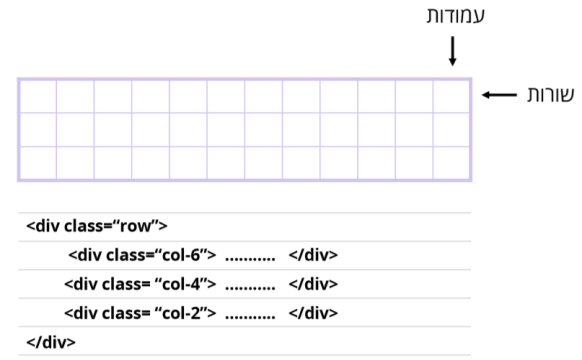 עמודות
שורות
<div class=“row”>
<div class=“col-6”> ........... </div>
<div class= “col-4”> ........... </div>
<div class= “col-2”> ........... </div>
</div>